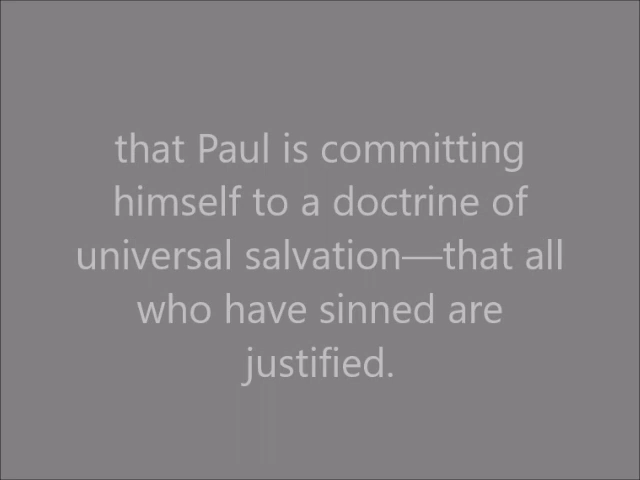 that Paul is committing
himself to a doctrine of
universal salvation—that all
who have sinned are
justified.